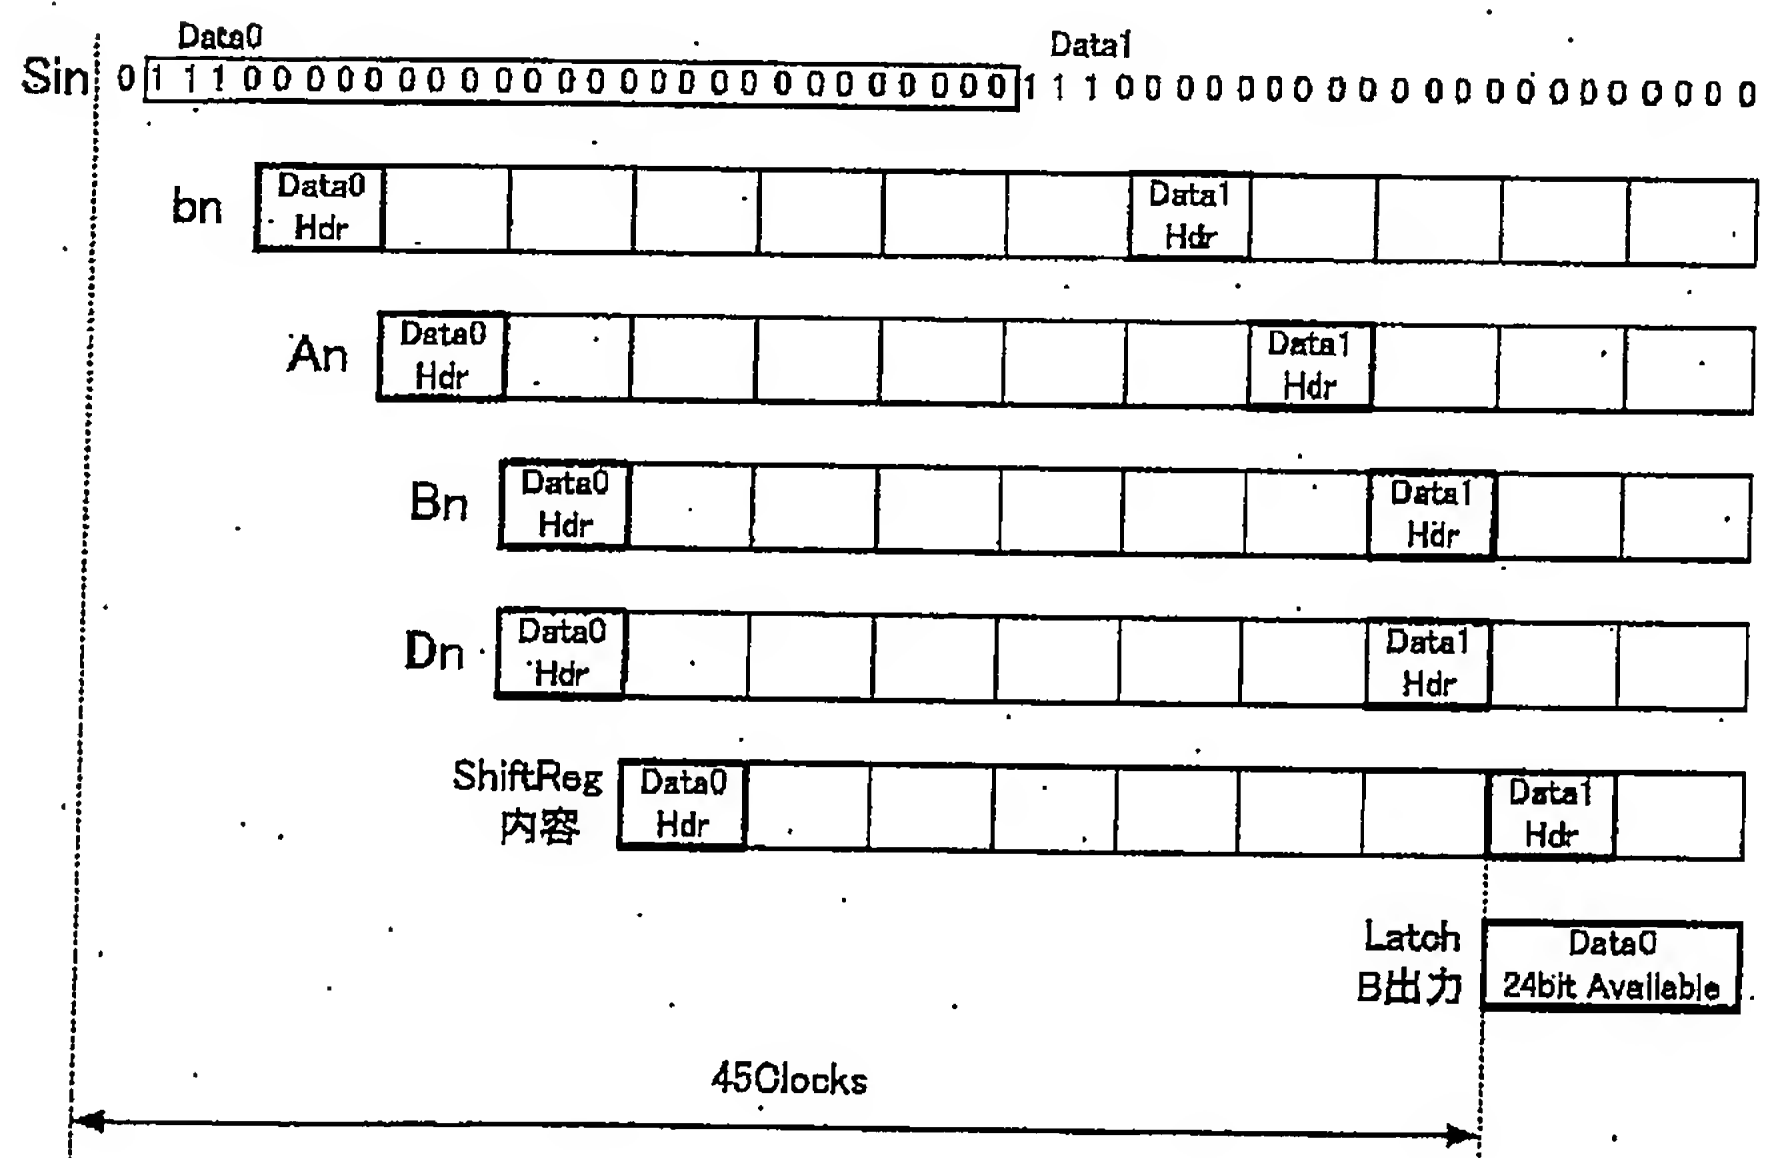 Data0 Data1
Sin 0 1 1 1 0 0 0 0 0 0 0 0 0 0 0 0 0 0 0 0 0 0 0 0 0 0 0 0 0 1 1 1 0 0 0 0 0 0 0 0 0 0 0 0 0 0 0 0 0 0 0 0 0
bn
Data0
Hdr
Data1
Hdr
An
Data0
Hdr
Data1
Hdr
Bn
Data0
Hdr
Data1
Hdr
Dn
Data0
Hdr
Data1
Hdr
ShiftReg
内容
Data0
Hdr
Data1
Hdr
Latch
B出力
Data0
24bit Available
45Clocks